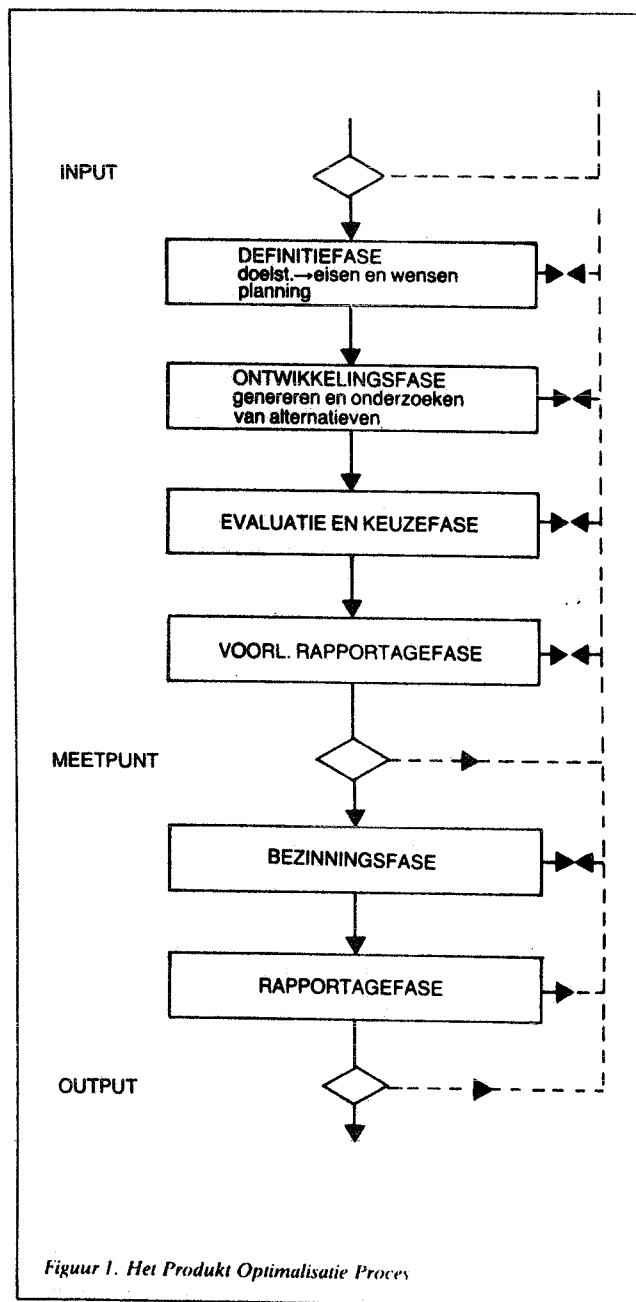 INPUT
DEFINITIEFASE
doelst.→eisen en wensen
planning
ONTWIKKELINGSFASE
genereren en onderzoeken
van alternatieven
EVALUATIE EN KEUZEFASE
VOORL. RAPPORTAGEFASE
MEETPUNT
BEZINNINGSFASE
RAPPORTAGEFASE
OUTPUT
Figuur 1. Het Produkt Optimalisatie Proces